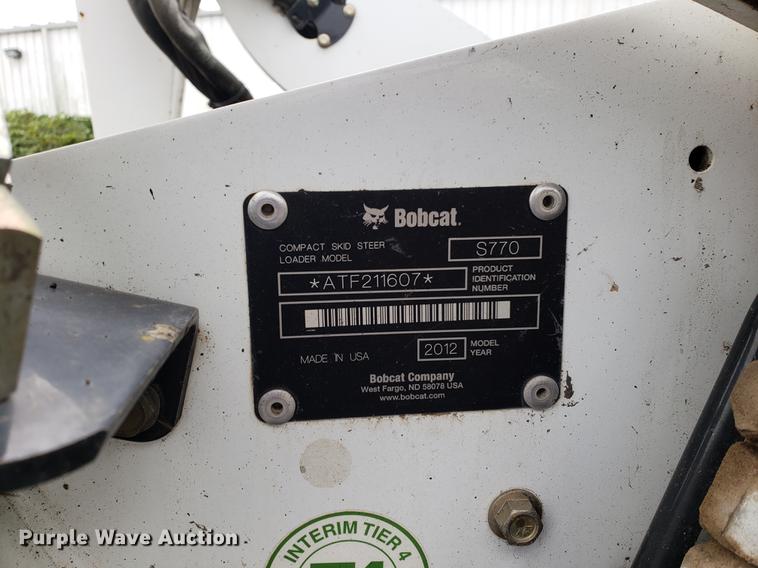 Bobcat.
COMPACT SKID STEER
LOADER MODEL
S770
*ATF211607*
PRODUCT
IDENTIFICATION
NUMBER
MADE IN USA
2012
MODEL
YEAR
Bobcat Company
West Fargo, ND 58078 USA
www.bobcat.com
INTERIM TIER 4
Purple Wave Auction